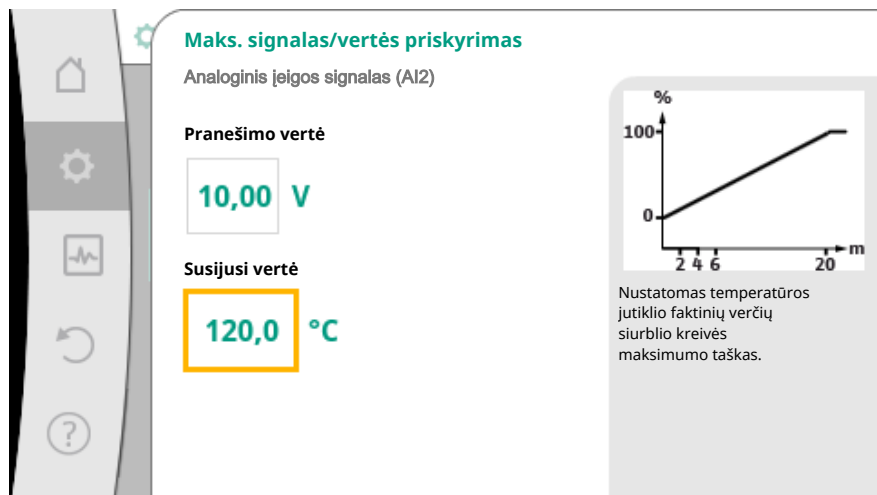 Maks. signalas/vertės priskyrimas
Analoginis įeigos signalas (AI2)
Pranešimo vertė
10,00 V
Susijusi vertė
120,0 °C
%
100
0
2 4 6 20
m
Nustatomas temperatūros
jutiklio faktinių verčių
siurblio kreivės
maksimumo taškas.
?